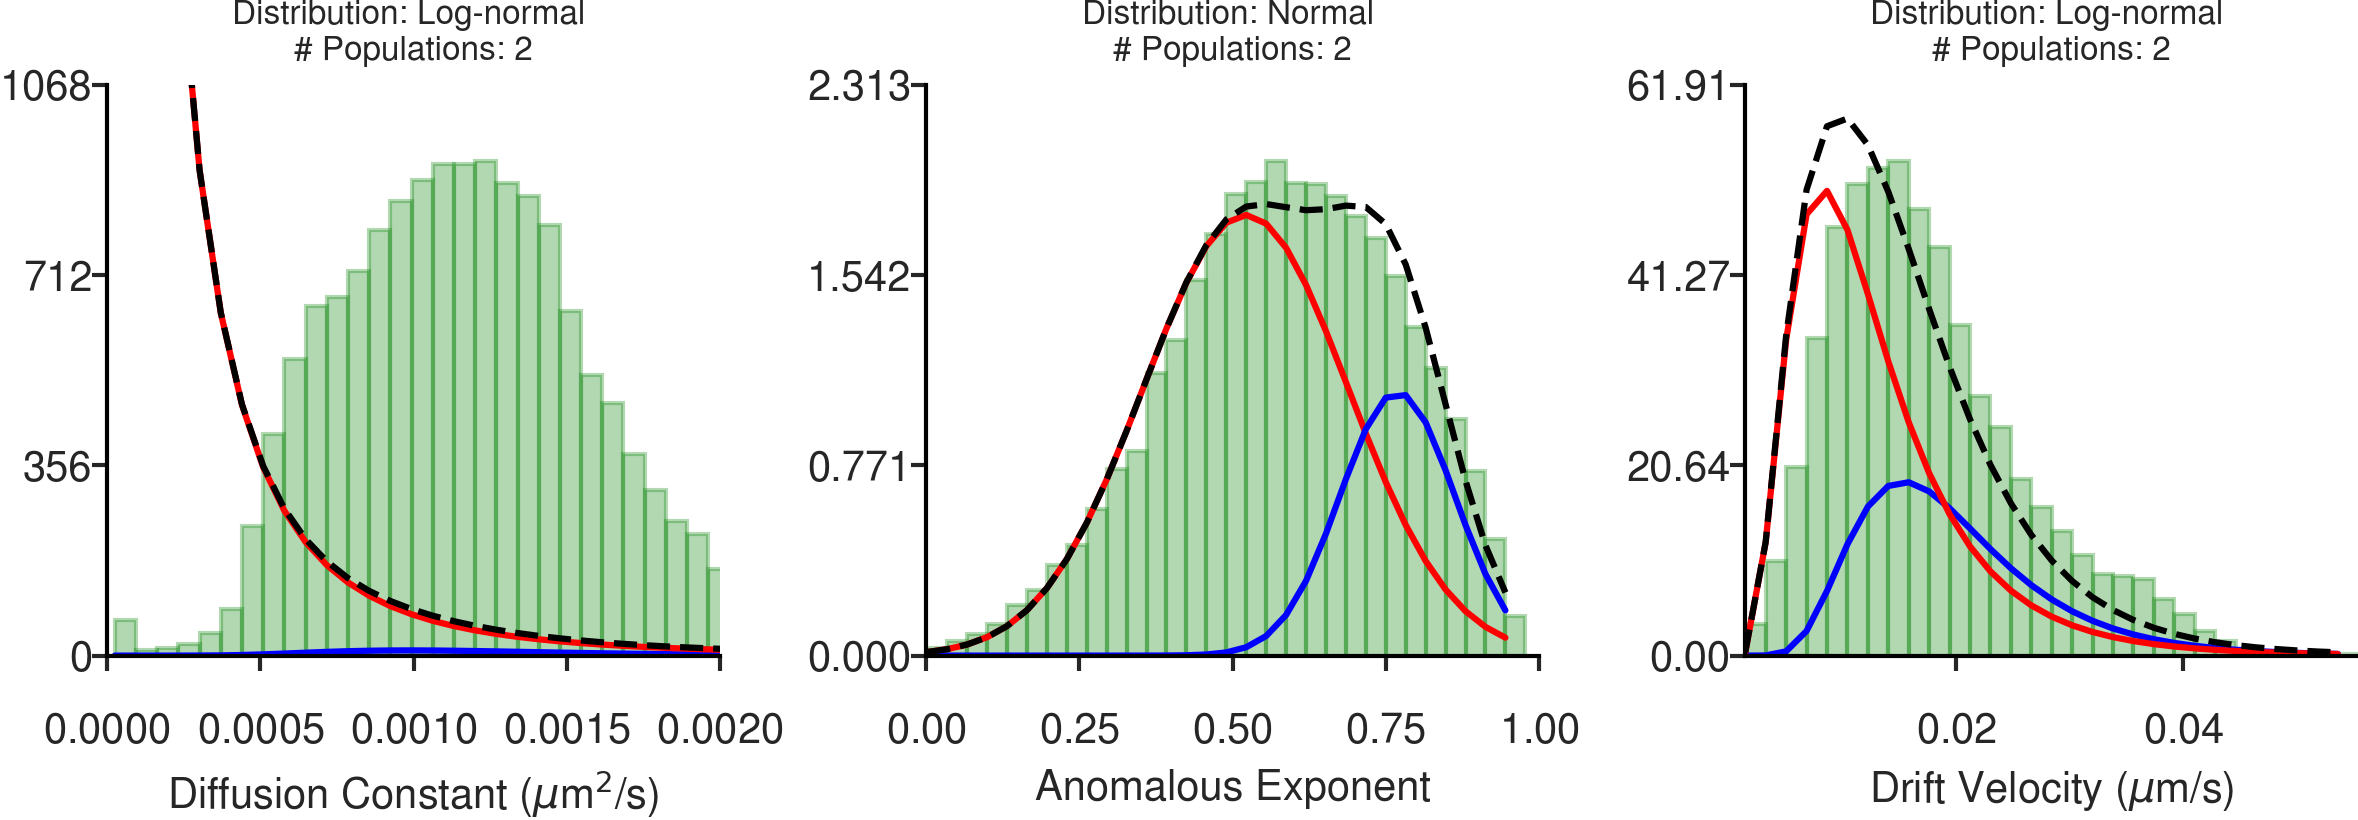 Distribution: Log-normal
# Populations: 2
1068
712
356
0
0.0000 0.0005 0.0010 0.0015 0.0020
Diffusion Constant (μm²/s)
Distribution: Normal
# Populations: 2
2.313
1.542
0.771
0.000
0.00 0.25 0.50 0.75 1.00
Anomalous Exponent
Distribution: Log-normal
# Populations: 2
61.91
41.27
20.64
0.00
0.02 0.04
Drift Velocity (μm/s)